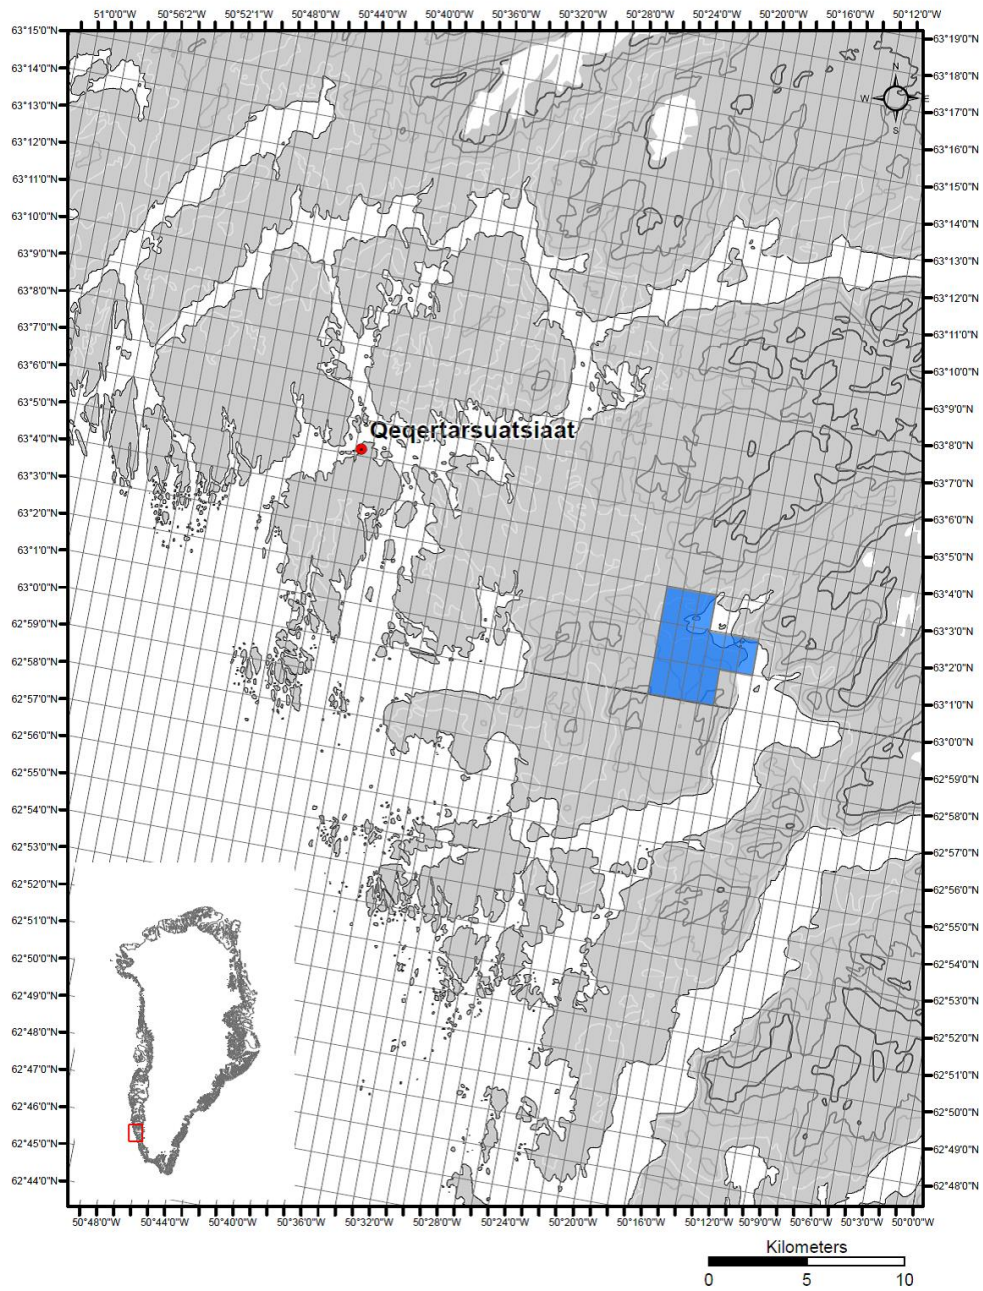 51°0'0"W 50°56'2"W 50°52'0"W 50°48'0"W 50°44'0"W 50°40'0"W 50°36'0"W 50°32'0"W 50°28'0"W 50°24'0"W 50°20'0"W 50°16'0"W 50°12'0"W
63°15'0"N
63°14'0"N
63°13'0"N
63°12'0"N
63°11'0"N
63°10'0"N
63°9'0"N
63°8'0"N
63°7'0"N
63°6'0"N
63°5'0"N
63°4'0"N
63°3'0"N
63°2'0"N
63°1'0"N
63°0'0"N
62°59'0"N
62°58'0"N
62°57'0"N
62°56'0"N
62°55'0"N
62°54'0"N
62°53'0"N
62°52'0"N
62°51'0"N
62°50'0"N
62°49'0"N
62°48'0"N
62°47'0"N
62°46'0"N
62°45'0"N
62°44'0"N
N
W E
S
Qeqertarsuatsiaat
63°19'0"N
63°18'0"N
63°17'0"N
63°16'0"N
63°15'0"N
63°14'0"N
63°13'0"N
63°12'0"N
63°11'0"N
63°10'0"N
63°9'0"N
63°8'0"N
63°7'0"N
63°6'0"N
63°5'0"N
63°4'0"N
63°3'0"N
63°2'0"N
63°1'0"N
63°0'0"N
62°59'0"N
62°58'0"N
62°57'0"N
62°56'0"N
62°55'0"N
62°54'0"N
62°53'0"N
62°52'0"N
62°51'0"N
62°50'0"N
62°49'0"N
62°48'0"N
50°48'0"W 50°44'0"W 50°40'0"W 50°36'0"W 50°32'0"W 50°28'0"W 50°24'0"W 50°20'0"W 50°16'0"W 50°12'0"W 50°9'0"W 50°6'0"W 50°30"W 50°0'0"W
Kilometers
0 5 10